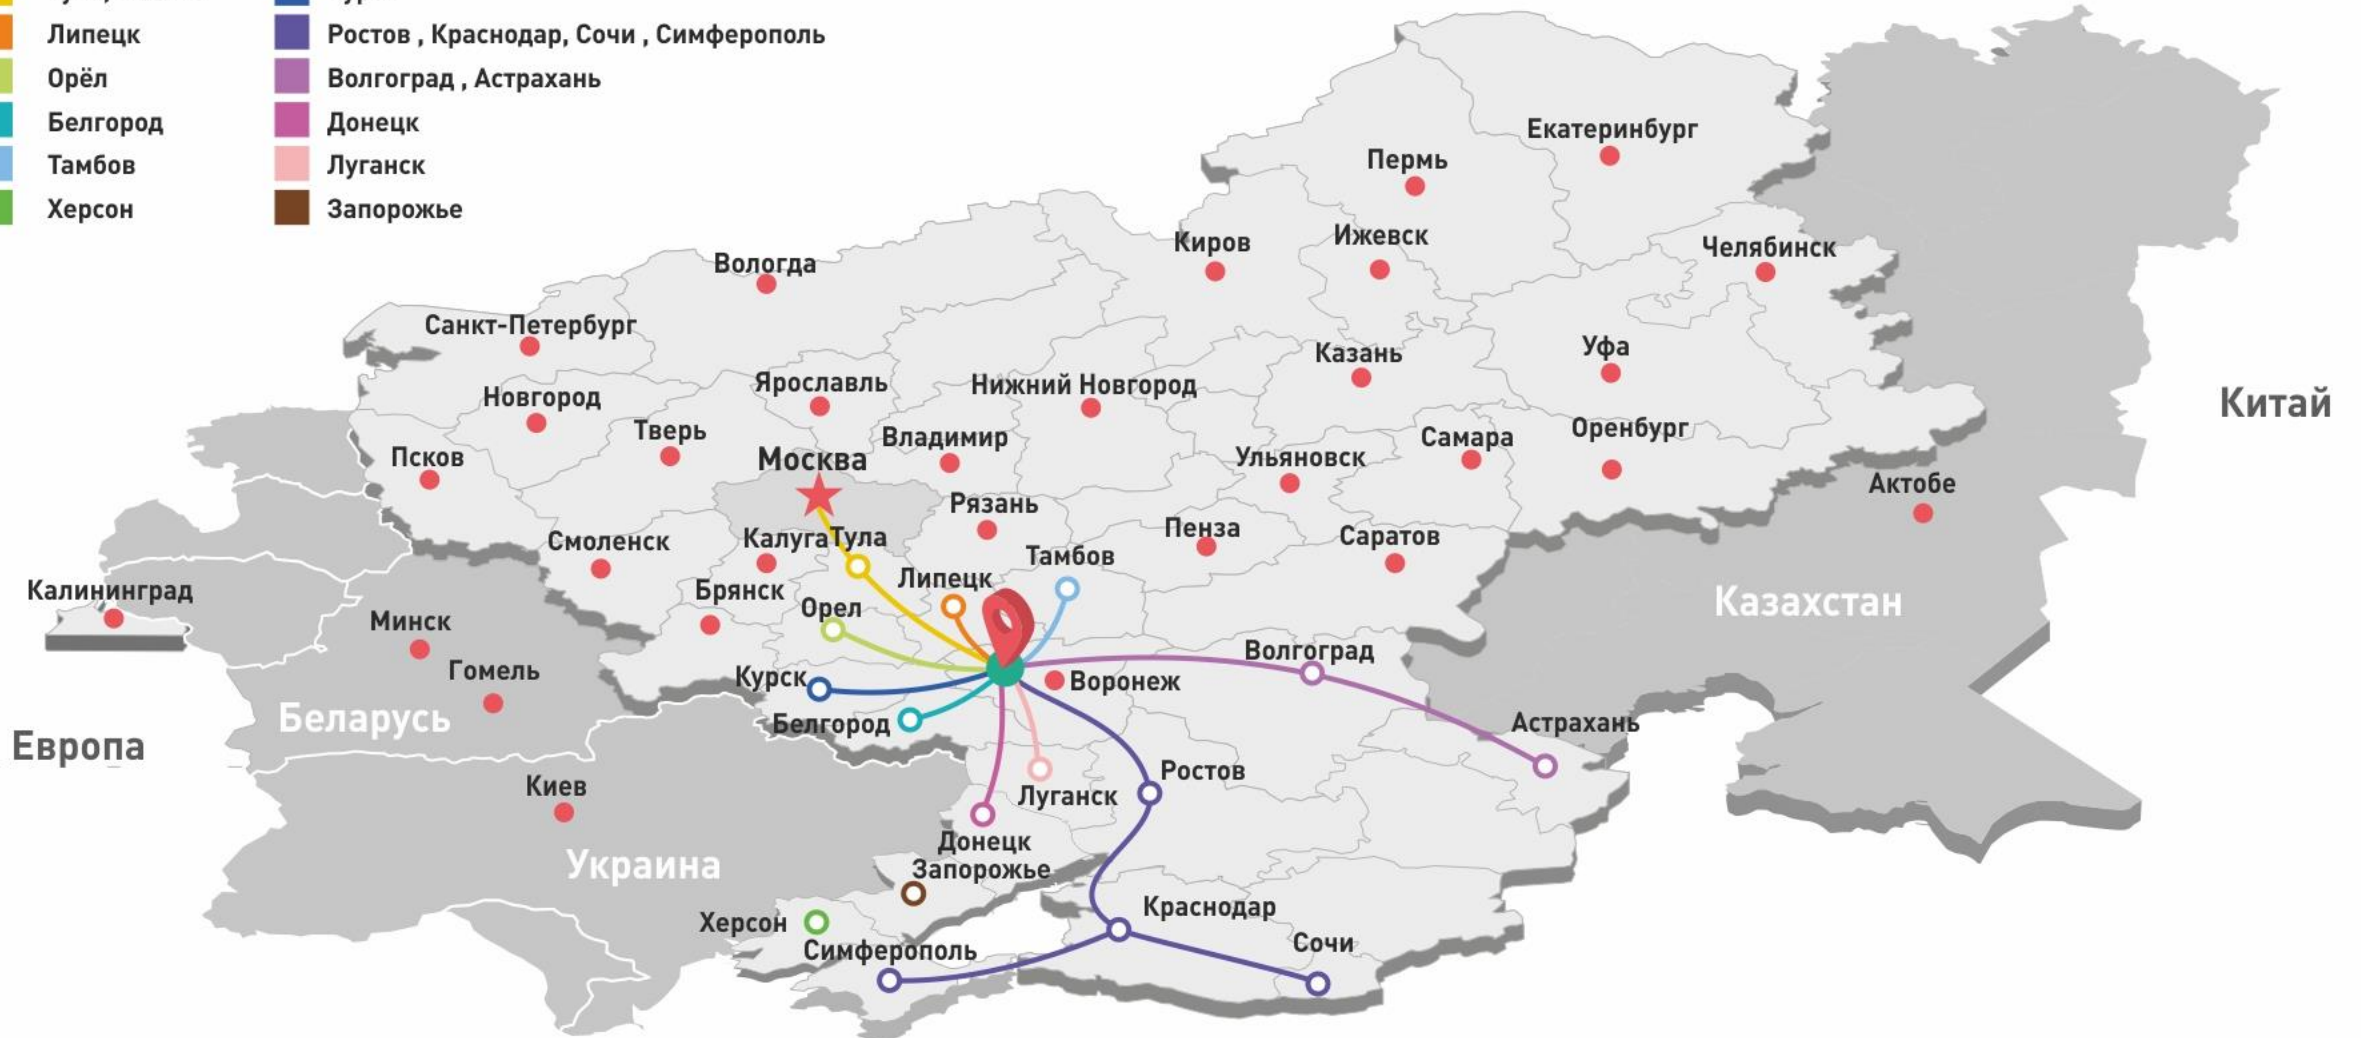 Липецк
Ростов , Краснодар, Сочи , Симферополь
Орёл
Волгоград , Астрахань
Белгород
Донецк
Тамбов
Луганск
Херсон
Запорожье
Екатеринбург
Пермь
Киров
Ижевск
Челябинск
Вологда
Санкт-Петербург
Казань
Уфа
Ярославль
Нижний Новгород
Новгород
Китай
Тверь
Владимир
Самара
Оренбург
Псков
Москва
Ульяновск
Актобе
Рязань
Смоленск
Калуга
Тула
Пенза
Саратов
Тамбов
Калининград
Брянск
Липецк
Казахстан
Минск
Орел
Гомель
Волгоград
Курск
Воронеж
Беларусь
Белгород
Астрахань
Европа
Киев
Ростов
Луганск
Донецк
Украина
Запорожье
Херсон
Краснодар
Симферополь
Сочи